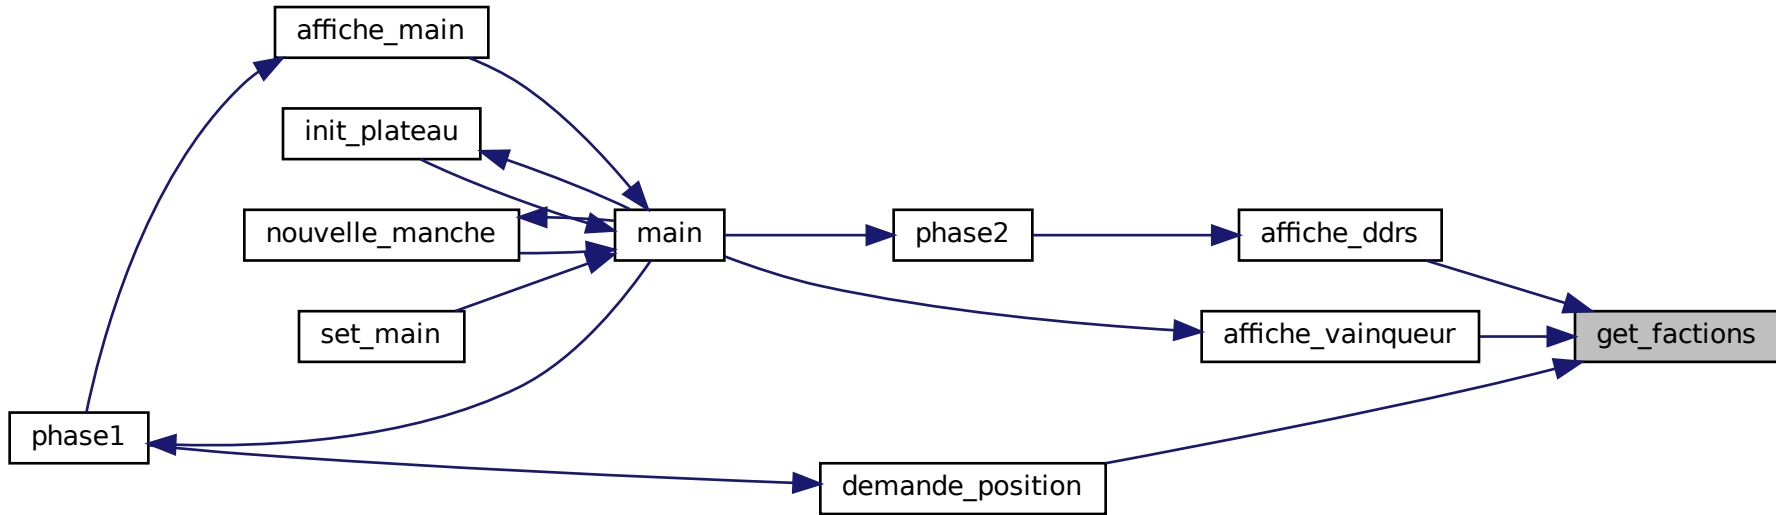 affiche_main
init_plateau
nouvelle_manche
main
phase2
affiche_ddrs
set_main
affiche_vainqueur
get_factions
phase1
demande_position